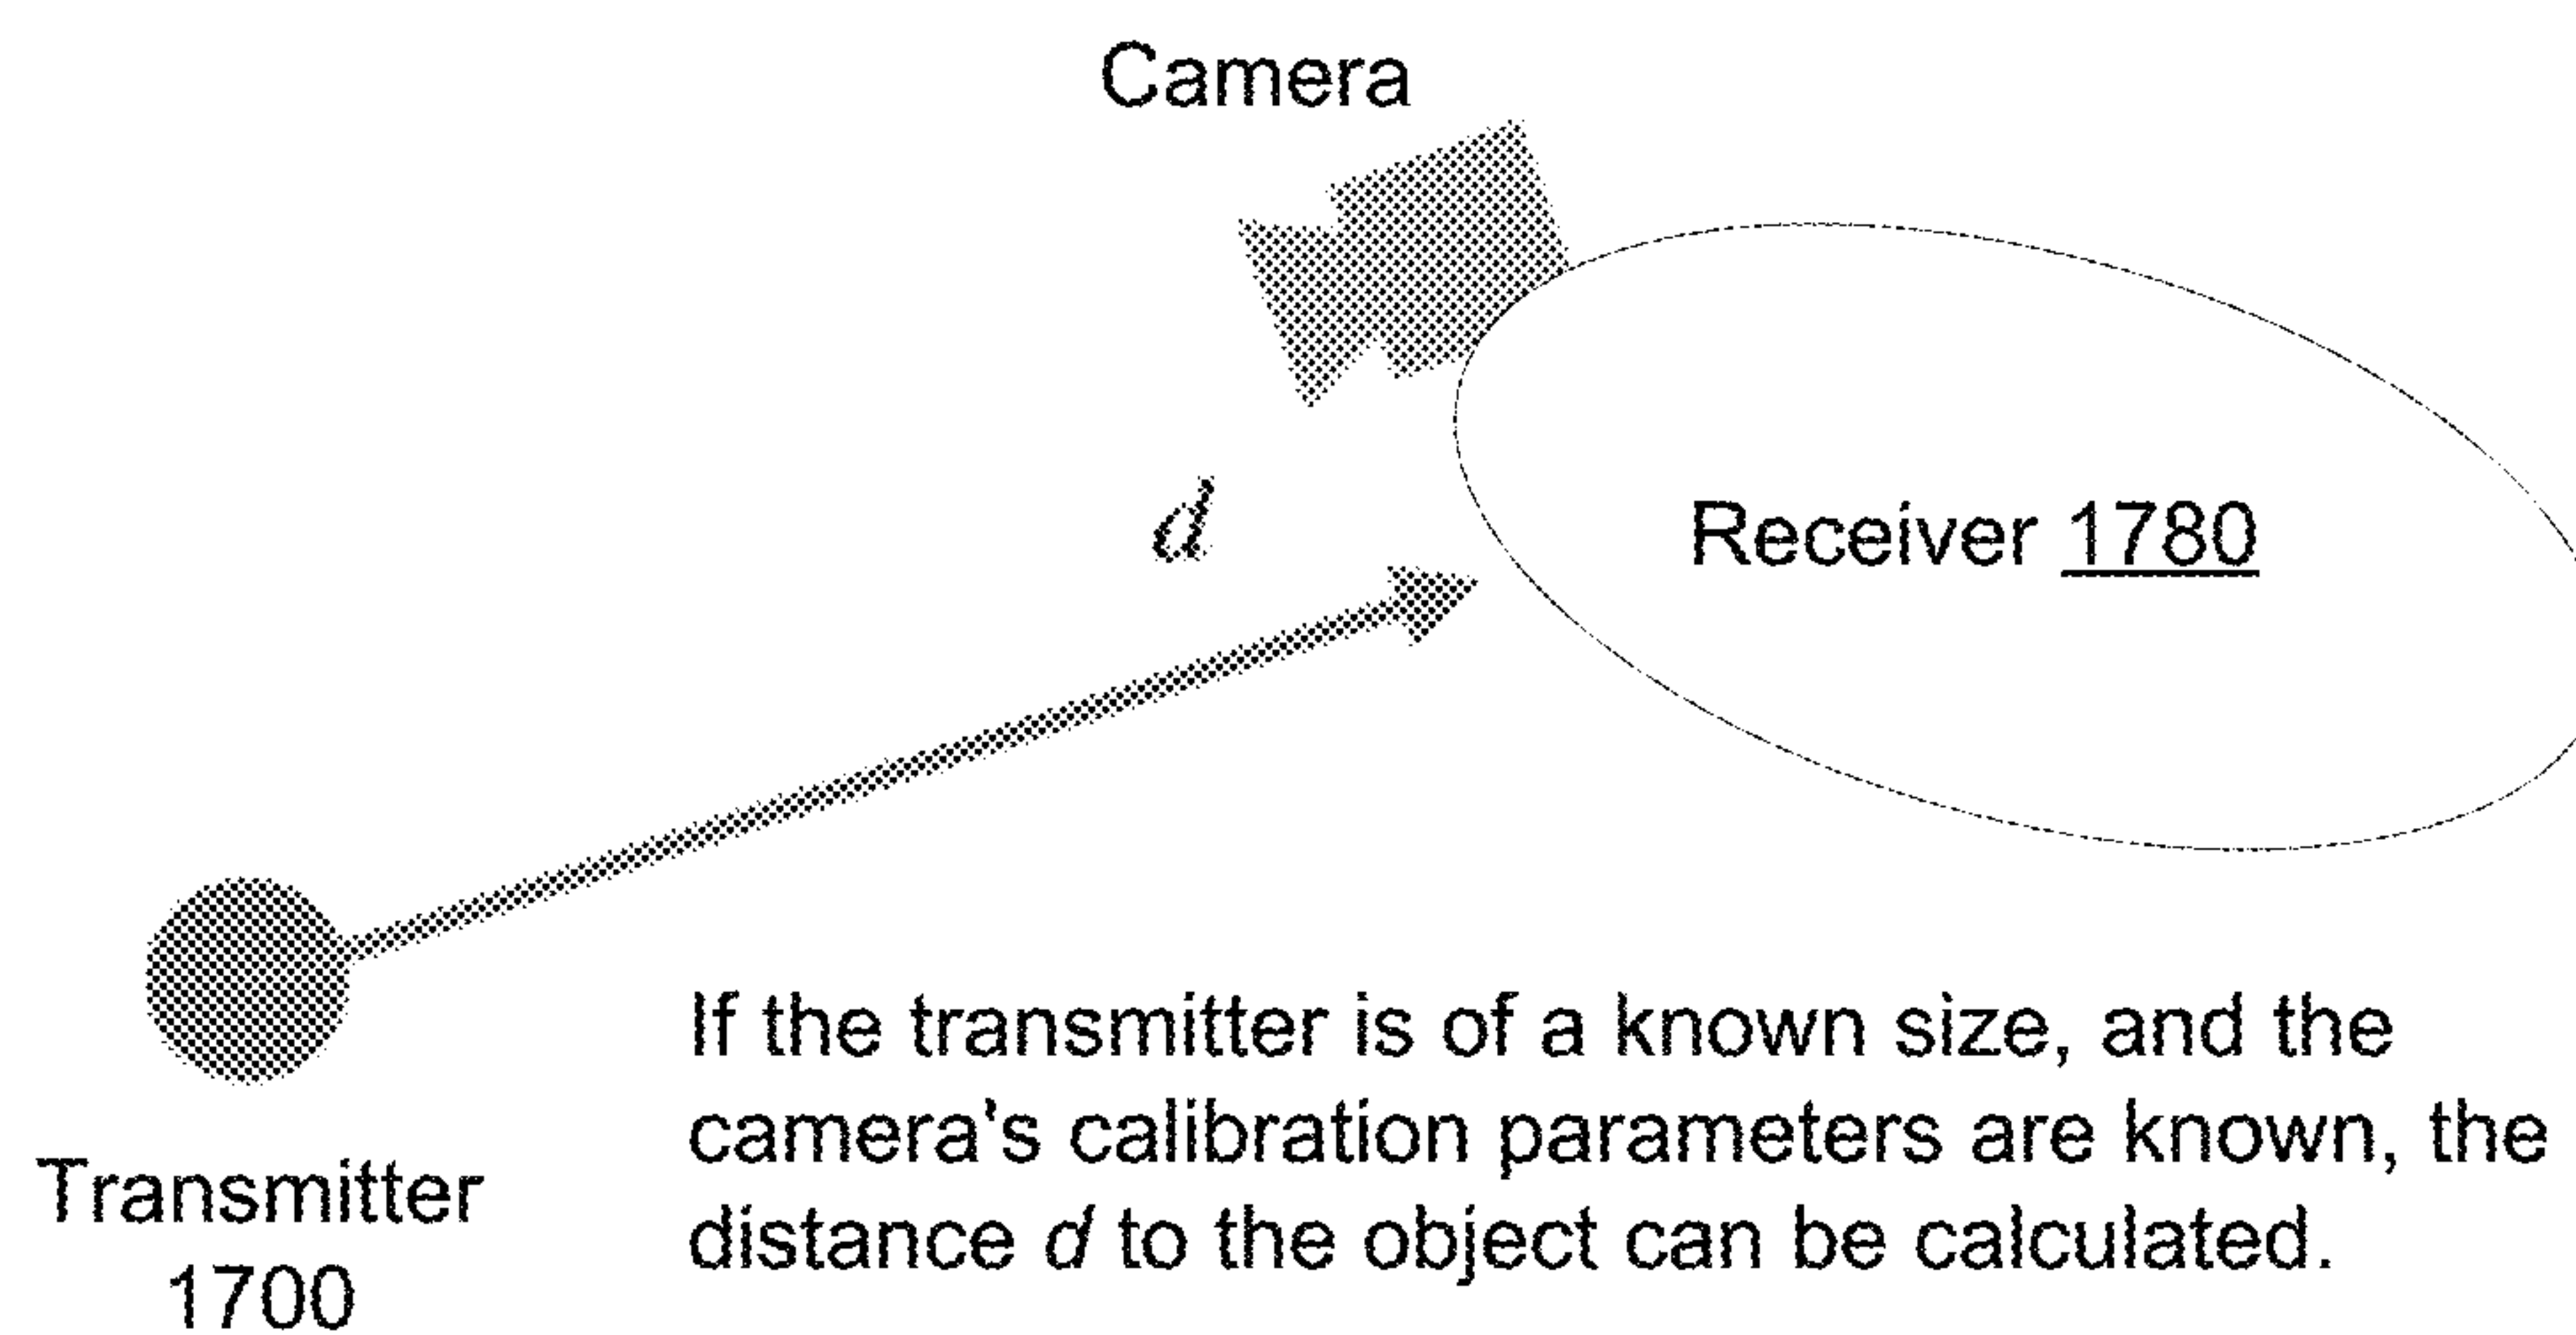 Camera
d
Receiver 1780
Transmitter
1700
If the transmitter is of a known size, and the
camera's calibration parameters are known, the
distance d to the object can be calculated.